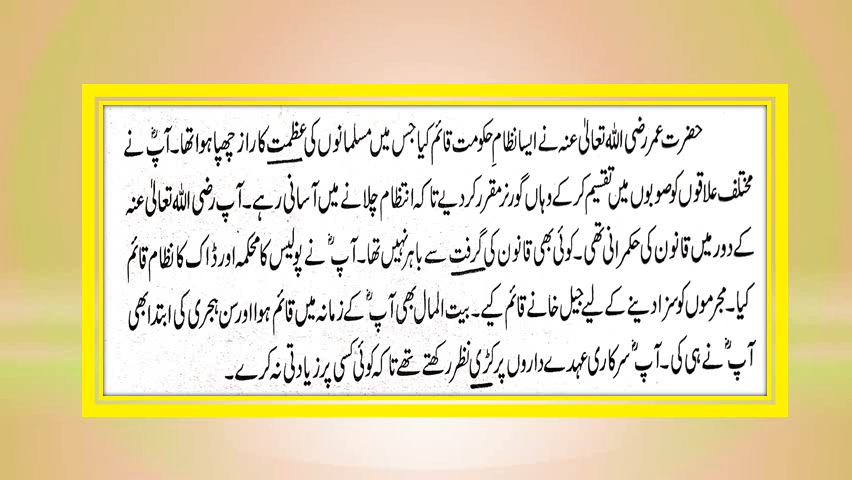 حضرت عمر رضی اللہ تعالیٰ عنہ نے ایسا نظامِ حکومت قائم کیا جس میں مسلمانوں کی عظمت کا راز چھپا ہوا تھا۔ آپؓ نے
مختلف علاقوں کو صوبوں میں تقسیم کر کے وہاں گورنر مقرر کر دیے تا کہ انتظام چلانے میں آسانی رہے۔ آپ رضی اللہ تعالیٰ عنہ
کے دور میں قانون کی حکمرانی تھی۔ کوئی بھی قانون کی گرفت سے باہر نہیں تھا۔ آپؓ نے پولیس کا محکمہ اور ڈاک کا نظام قائم
کیا۔ مجرموں کو سزا دینے کے لیے جیل خانے قائم کیے۔ بیت المال بھی آپؓ کے زمانہ میں قائم ہوا اور سن ہجری کی ابتدا بھی
آپؓ نے ہی کی۔ آپؓ سرکاری عہدے داروں پر کڑی نظر رکھتے تھے تا کہ کوئی کسی پر زیادتی نہ کرے۔